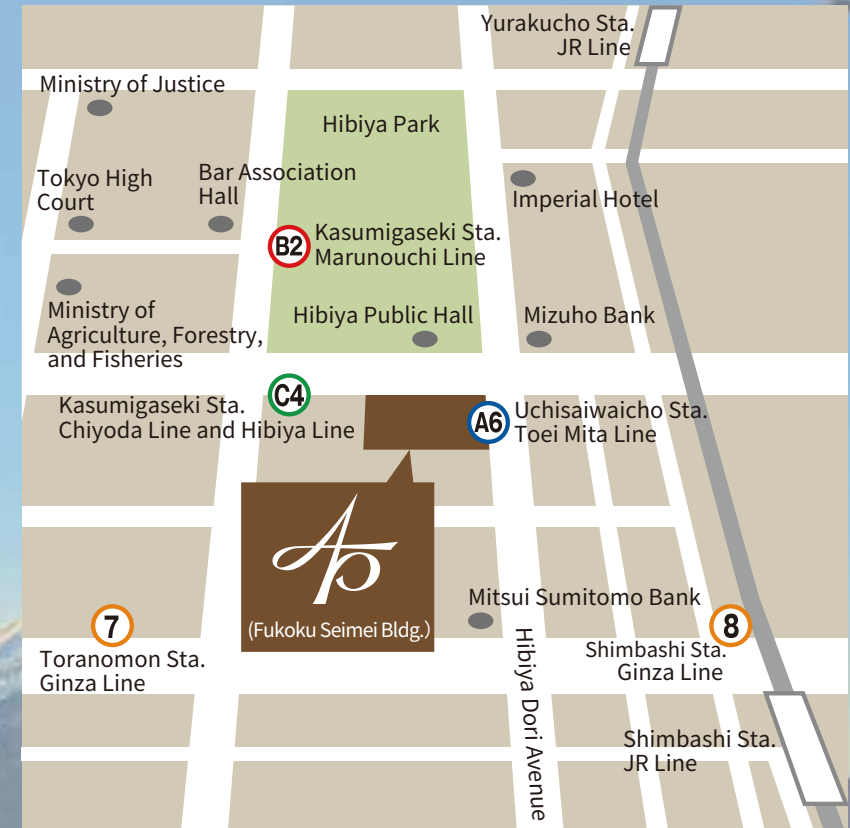 Yurakucho Sta.
JR Line
Ministry of Justice
Hibiya Park
Tokyo High
Court
Bar Association
Hall
Imperial Hotel
B2
Kasumigaseki Sta.
Marunouchi Line
Ministry of
Agriculture, Forestry,
and Fisheries
Hibiya Public Hall
Mizuho Bank
C4
Kasumigaseki Sta.
Chiyoda Line and Hibiya Line
A6
Uchisaiwaicho Sta.
Toei Mita Line
Ap
(Fukoku Seimei Bldg.)
Mitsui Sumitomo Bank
7
Toranomon Sta.
Ginza Line
Hibiya Dori Avenue
8
Shimbashi Sta.
Ginza Line
Shimbashi Sta.
JR Line